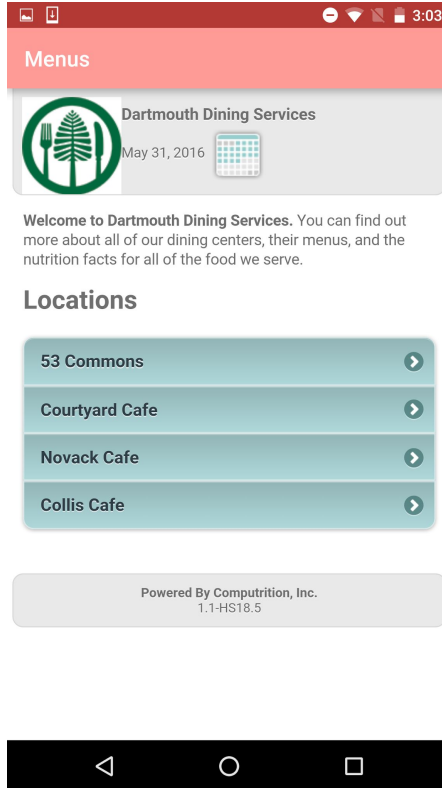 3:03
Menus
Dartmouth Dining Services
May 31, 2016
Welcome to Dartmouth Dining Services. You can find out
more about all of our dining centers, their menus, and the
nutrition facts for all of the food we serve.
Locations
53 Commons
Courtyard Cafe
Novack Cafe
Collis Cafe
Powered By Computrition, Inc.
1.1-HS18.5